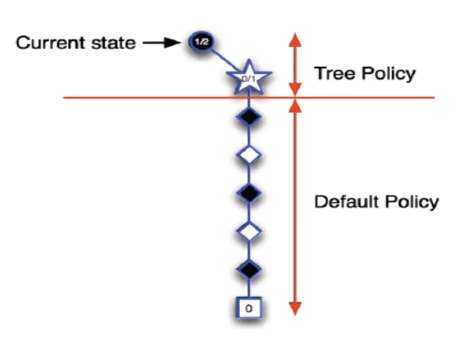 Current state
1/2
0/1
Tree Policy
Default Policy
0